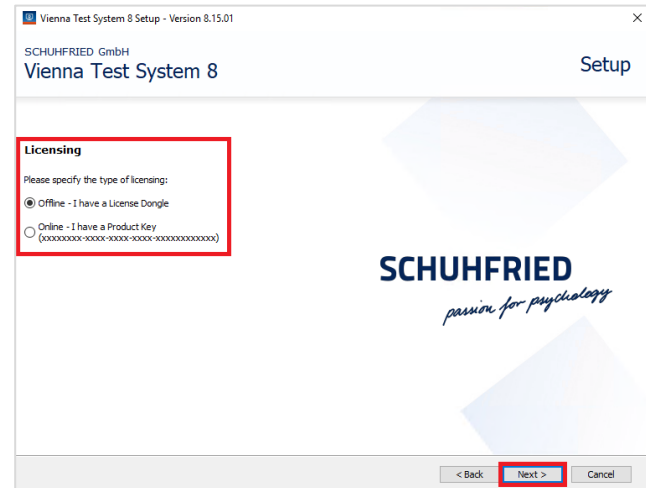 Vienna Test System 8 Setup - Version 8.15.01
SCHUHFRIED GmbH
Vienna Test System 8
Setup
Licensing
Please specify the type of licensing:
Offline - I have a License Dongle
Online - I have a Product Key
(xxxxxxxx-xxxx-xxxx-xxxx-xxxxxxxxxxxx)
SCHUHFRIED
passion for psychology
< Back
Next >
Cancel